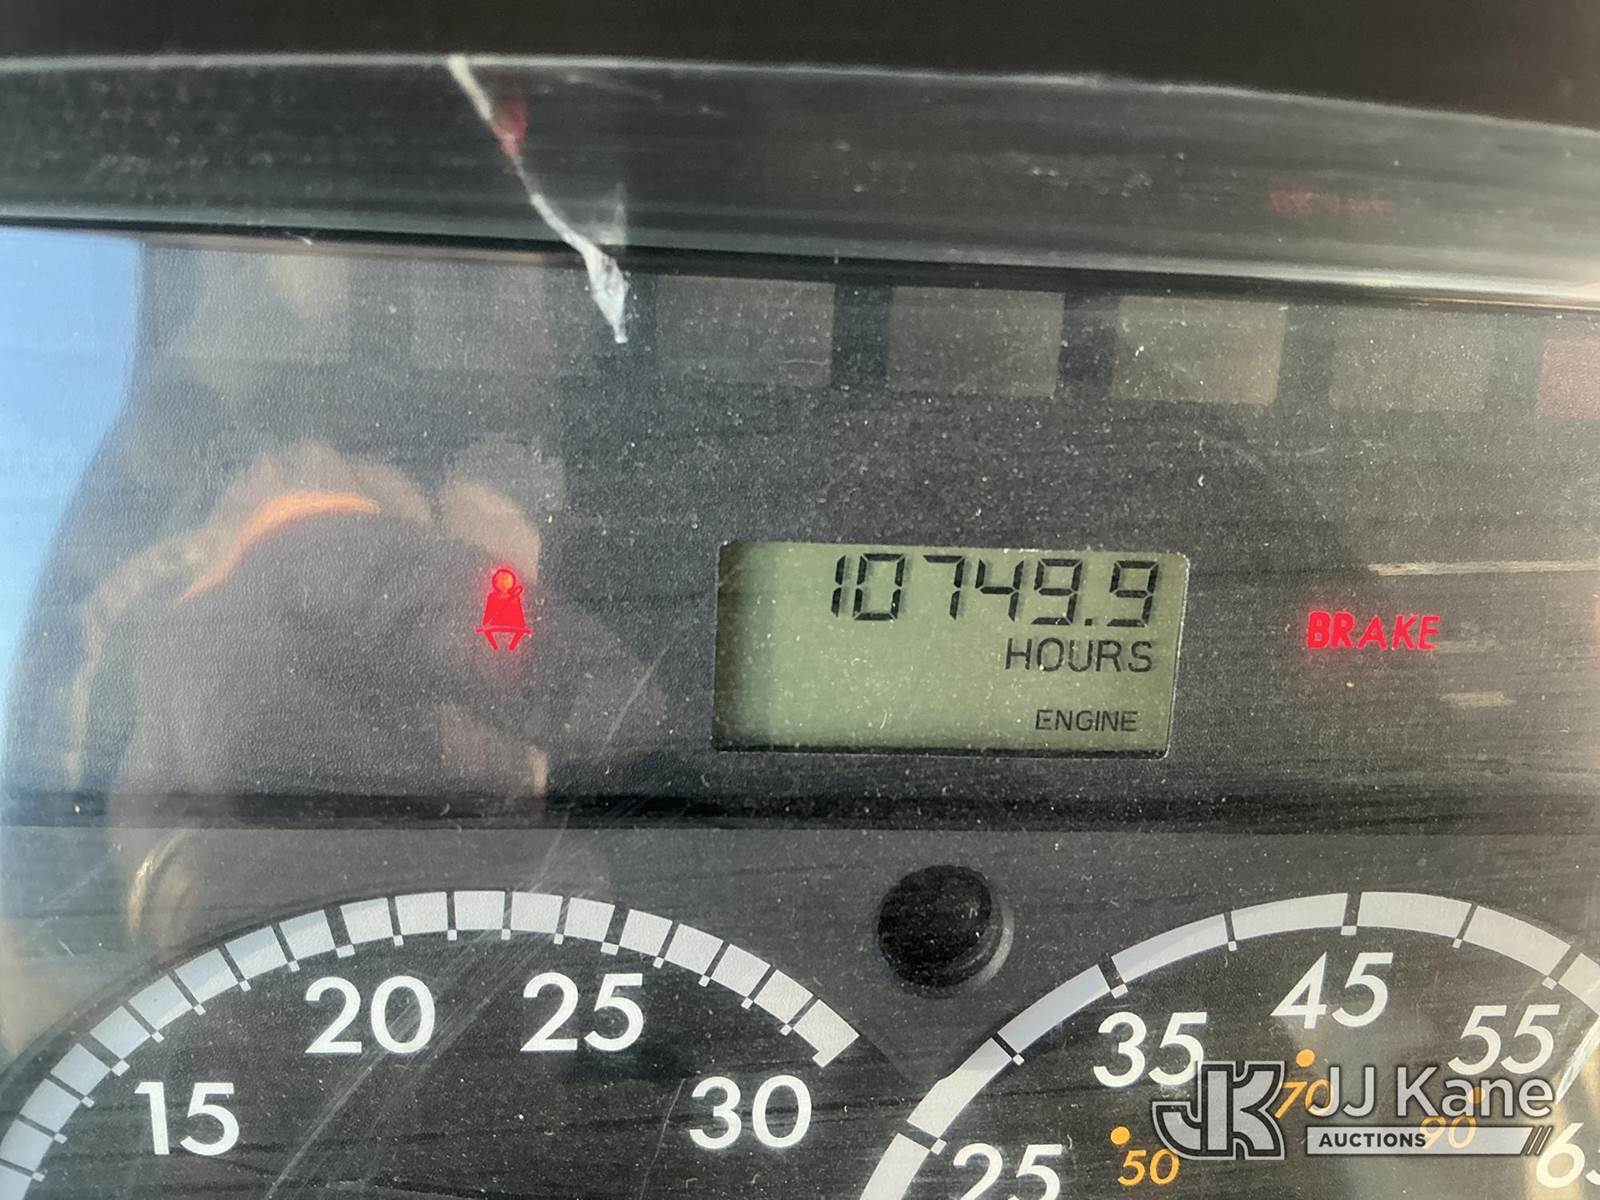 10749.9
HOURS
ENGINE
BRAKE
15 20 25 30
25 35 45 55
50 70 90
JJ Kane
AUCTIONS